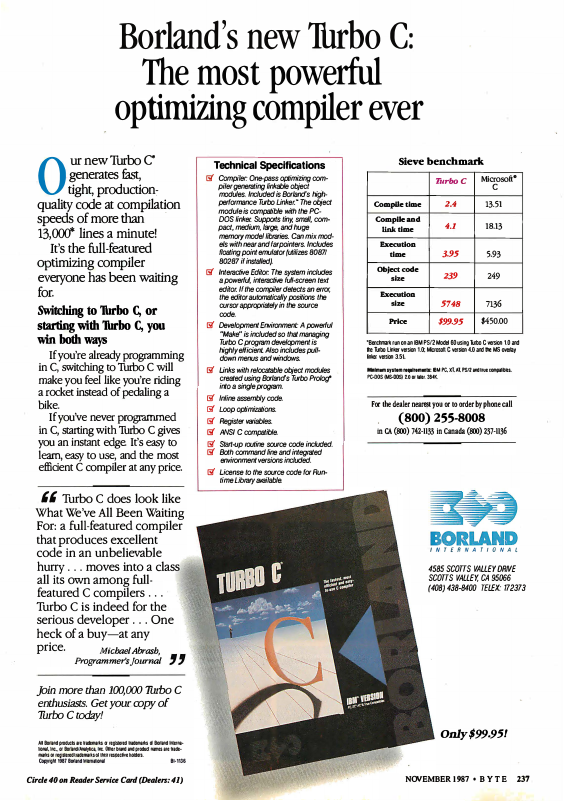 Borland's new Turbo C:
The most powerful
optimizing compiler ever
Our new Turbo C®
generates fast,
tight, production-
quality code at compilation
speeds of more than
13,000* lines a minute!
It's the full-featured
optimizing compiler
everyone has been waiting
for.
Switching to Turbo C, or
starting with Turbo C, you
win both ways
If you're already programming
in C, switching to Turbo C will
make you feel like you're riding
a rocket instead of pedaling a
bike.
If you've never programmed
in C, starting with Turbo C gives
you an instant edge. It's easy to
learn, easy to use, and the most
efficient C compiler at any price.
“ Turbo C does look like
What We've All Been Waiting
For: a full-featured compiler
that produces excellent
code in an unbelievable
hurry . . . moves into a class
all its own among full-
featured C compilers . . .
Turbo C is indeed for the
serious developer . . . One
heck of a buy—at any
price.
Michael Abrash,
Programmer's Journal ”
Join more than 100,000 Turbo C
enthusiasts. Get your copy of
Turbo C today!
All Borland products are trademarks or registered trademarks of Borland Interna-
tional, Inc., or Borland/Analytica, Inc. Other brand and product names are trade-
marks or registered trademarks of their respective holders.
Copyright 1987 Borland International BI-1136
Technical Specifications
Compiler: One-pass optimizing com-
piler generating linkable object
modules. Included is Borland's high-
performance Turbo Linker.™ The object
module is compatible with the PC-
DOS linker. Supports tiny, small, com-
pact, medium, large, and huge
memory model libraries. Can mix mod-
els with near and far pointers. Includes
floating point emulator (utilizes 8087/
80287 if installed).
Interactive Editor: The system includes
a powerful, interactive full-screen text
editor. If the compiler detects an error,
the editor automatically positions the
cursor appropriately in the source
code.
Development Environment: A powerful
"Make" is included so that managing
Turbo C program development is
highly efficient. Also includes pull-
down menus and windows.
Links with relocatable object modules
created using Borland's Turbo Prolog®
into a single program.
Inline assembly code.
Loop optimizations.
Register variables.
ANSI C compatible.
Start-up routine source code included.
Both command line and integrated
environment versions included.
License to the source code for Run-
time Library available.
Sieve benchmark
Turbo C Microsoft®
C
Compile time 2.4 13.51
Compile and
link time 4.1 18.13
Execution
time 3.95 5.93
Object code
size 239 249
Execution
size 5748 7136
Price $99.95 $450.00
*Benchmark run on an IBM PS/2 Model 60 using Turbo C version 1.0 and
the Turbo Linker version 1.0; Microsoft C version 4.0 and the MS overlay
linker version 3.51.
Minimum system requirements: IBM PC, XT, AT, PS/2 and true compatibles.
PC-DOS (MS-DOS) 2.0 or later. 384K.
For the dealer nearest you or to order by phone call
(800) 255-8008
in CA (800) 742-1133 in Canada (800) 237-1136
BORLAND
INTERNATIONAL
4585 SCOTTS VALLEY DRIVE
SCOTTS VALLEY, CA 95066
(408) 438-8400 TELEX: 172373
TURBO C®
The fastest, most
efficient and easy-
to-use C compiler
C
IBM® VERSION
BORLAND
Only $99.95!
Circle 40 on Reader Service Card (Dealers: 41)
NOVEMBER 1987 • BYTE 237